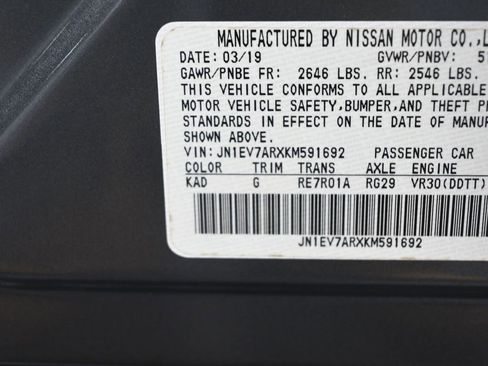 MANUFACTURED BY NISSAN MOTOR CO.,L
DATE: 03/19 GVWR/PNBV: 51
GAWR/PNBE FR: 2646 LBS. RR: 2546 LBS.
THIS VEHICLE CONFORMS TO ALL APPLICABLE
MOTOR VEHICLE SAFETY,BUMPER,AND THEFT P
STANDARDS IN EFFECT ON THE DATE OF MANU
SHOWN ABOVE.
VIN: JN1EV7ARXKM591692 PASSENGER CAR
COLOR TRIM TRANS AXLE ENGINE
KAD G RE7R01A RG29 VR30(DDTT)
JN1EV7ARXKM591692